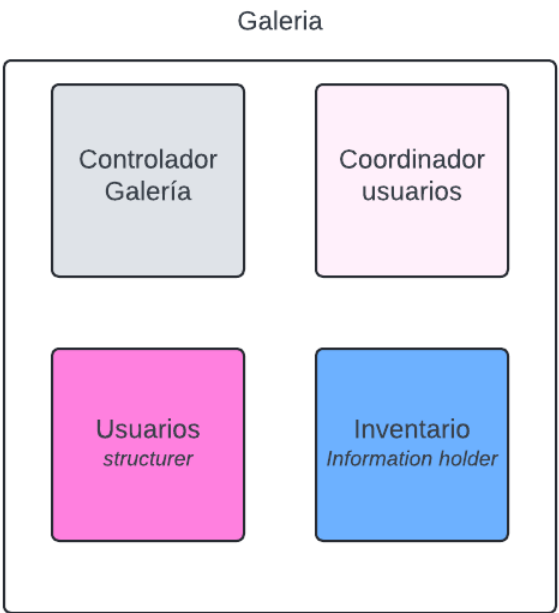 Galeria
Controlador
Galería
Coordinador
usuarios
Usuarios
structurer
Inventario
Information holder